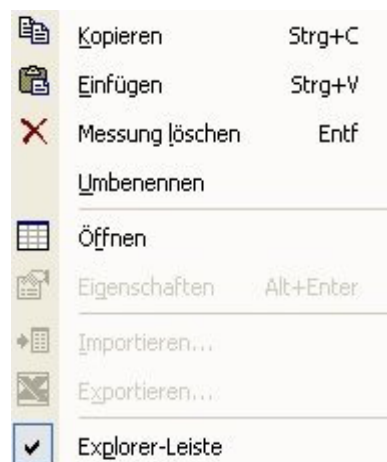 Kopieren Strg+C
Einfügen Strg+V
Messung löschen Entf
Umbenennen
Öffnen
Eigenschaften Alt+Enter
Importieren...
Exportieren...
Explorer-Leiste